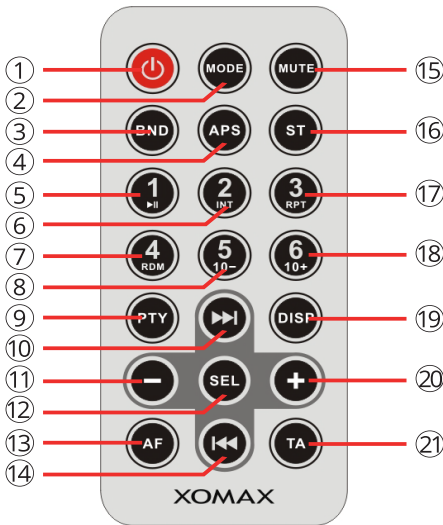 ① MODE MUTE ⑮
②
③ BND APS ST ⑯
④
⑤ 1 2 3 ⑰
INT RPT
⑥
⑦ 4 5 6 ⑱
RDM 10− 10+
⑧
⑨ PTY DISP ⑲
⑩
⑪ − SEL + ⑳
⑫
⑬ AF TA ㉑
⑭
XOMAX